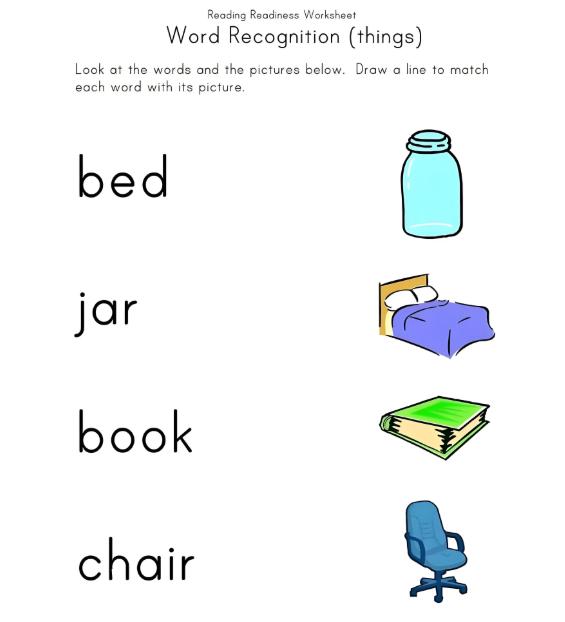 Reading Readiness Worksheet
Word Recognition (things)
Look at the words and the pictures below. Draw a line to match
each word with its picture.
bed
jar
book
chair